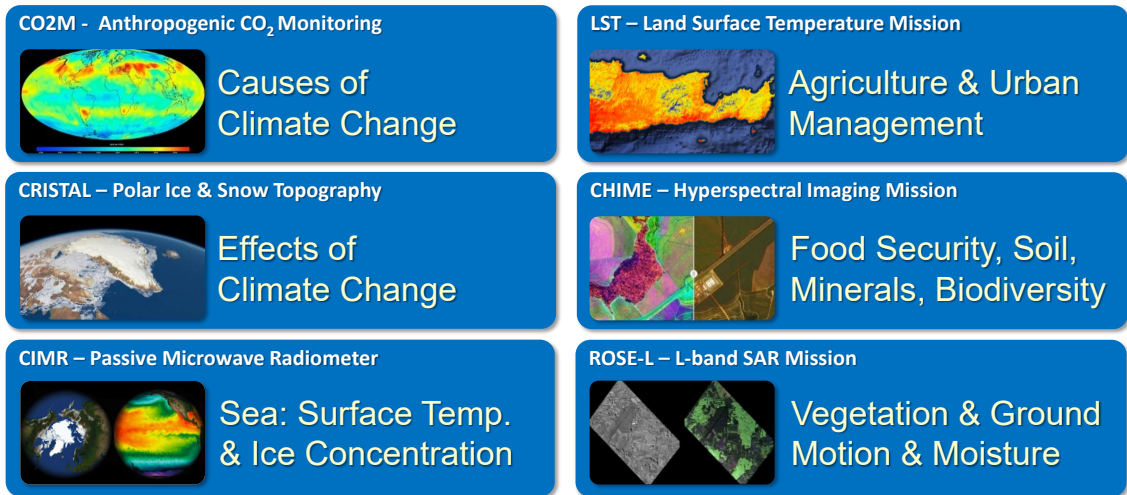 CO2M - Anthropogenic CO₂ Monitoring
Causes of
Climate Change
LST – Land Surface Temperature Mission
Agriculture & Urban
Management
CRISTAL – Polar Ice & Snow Topography
Effects of
Climate Change
CHIME – Hyperspectral Imaging Mission
Food Security, Soil,
Minerals, Biodiversity
CIMR – Passive Microwave Radiometer
Sea: Surface Temp.
& Ice Concentration
ROSE-L – L-band SAR Mission
Vegetation & Ground
Motion & Moisture